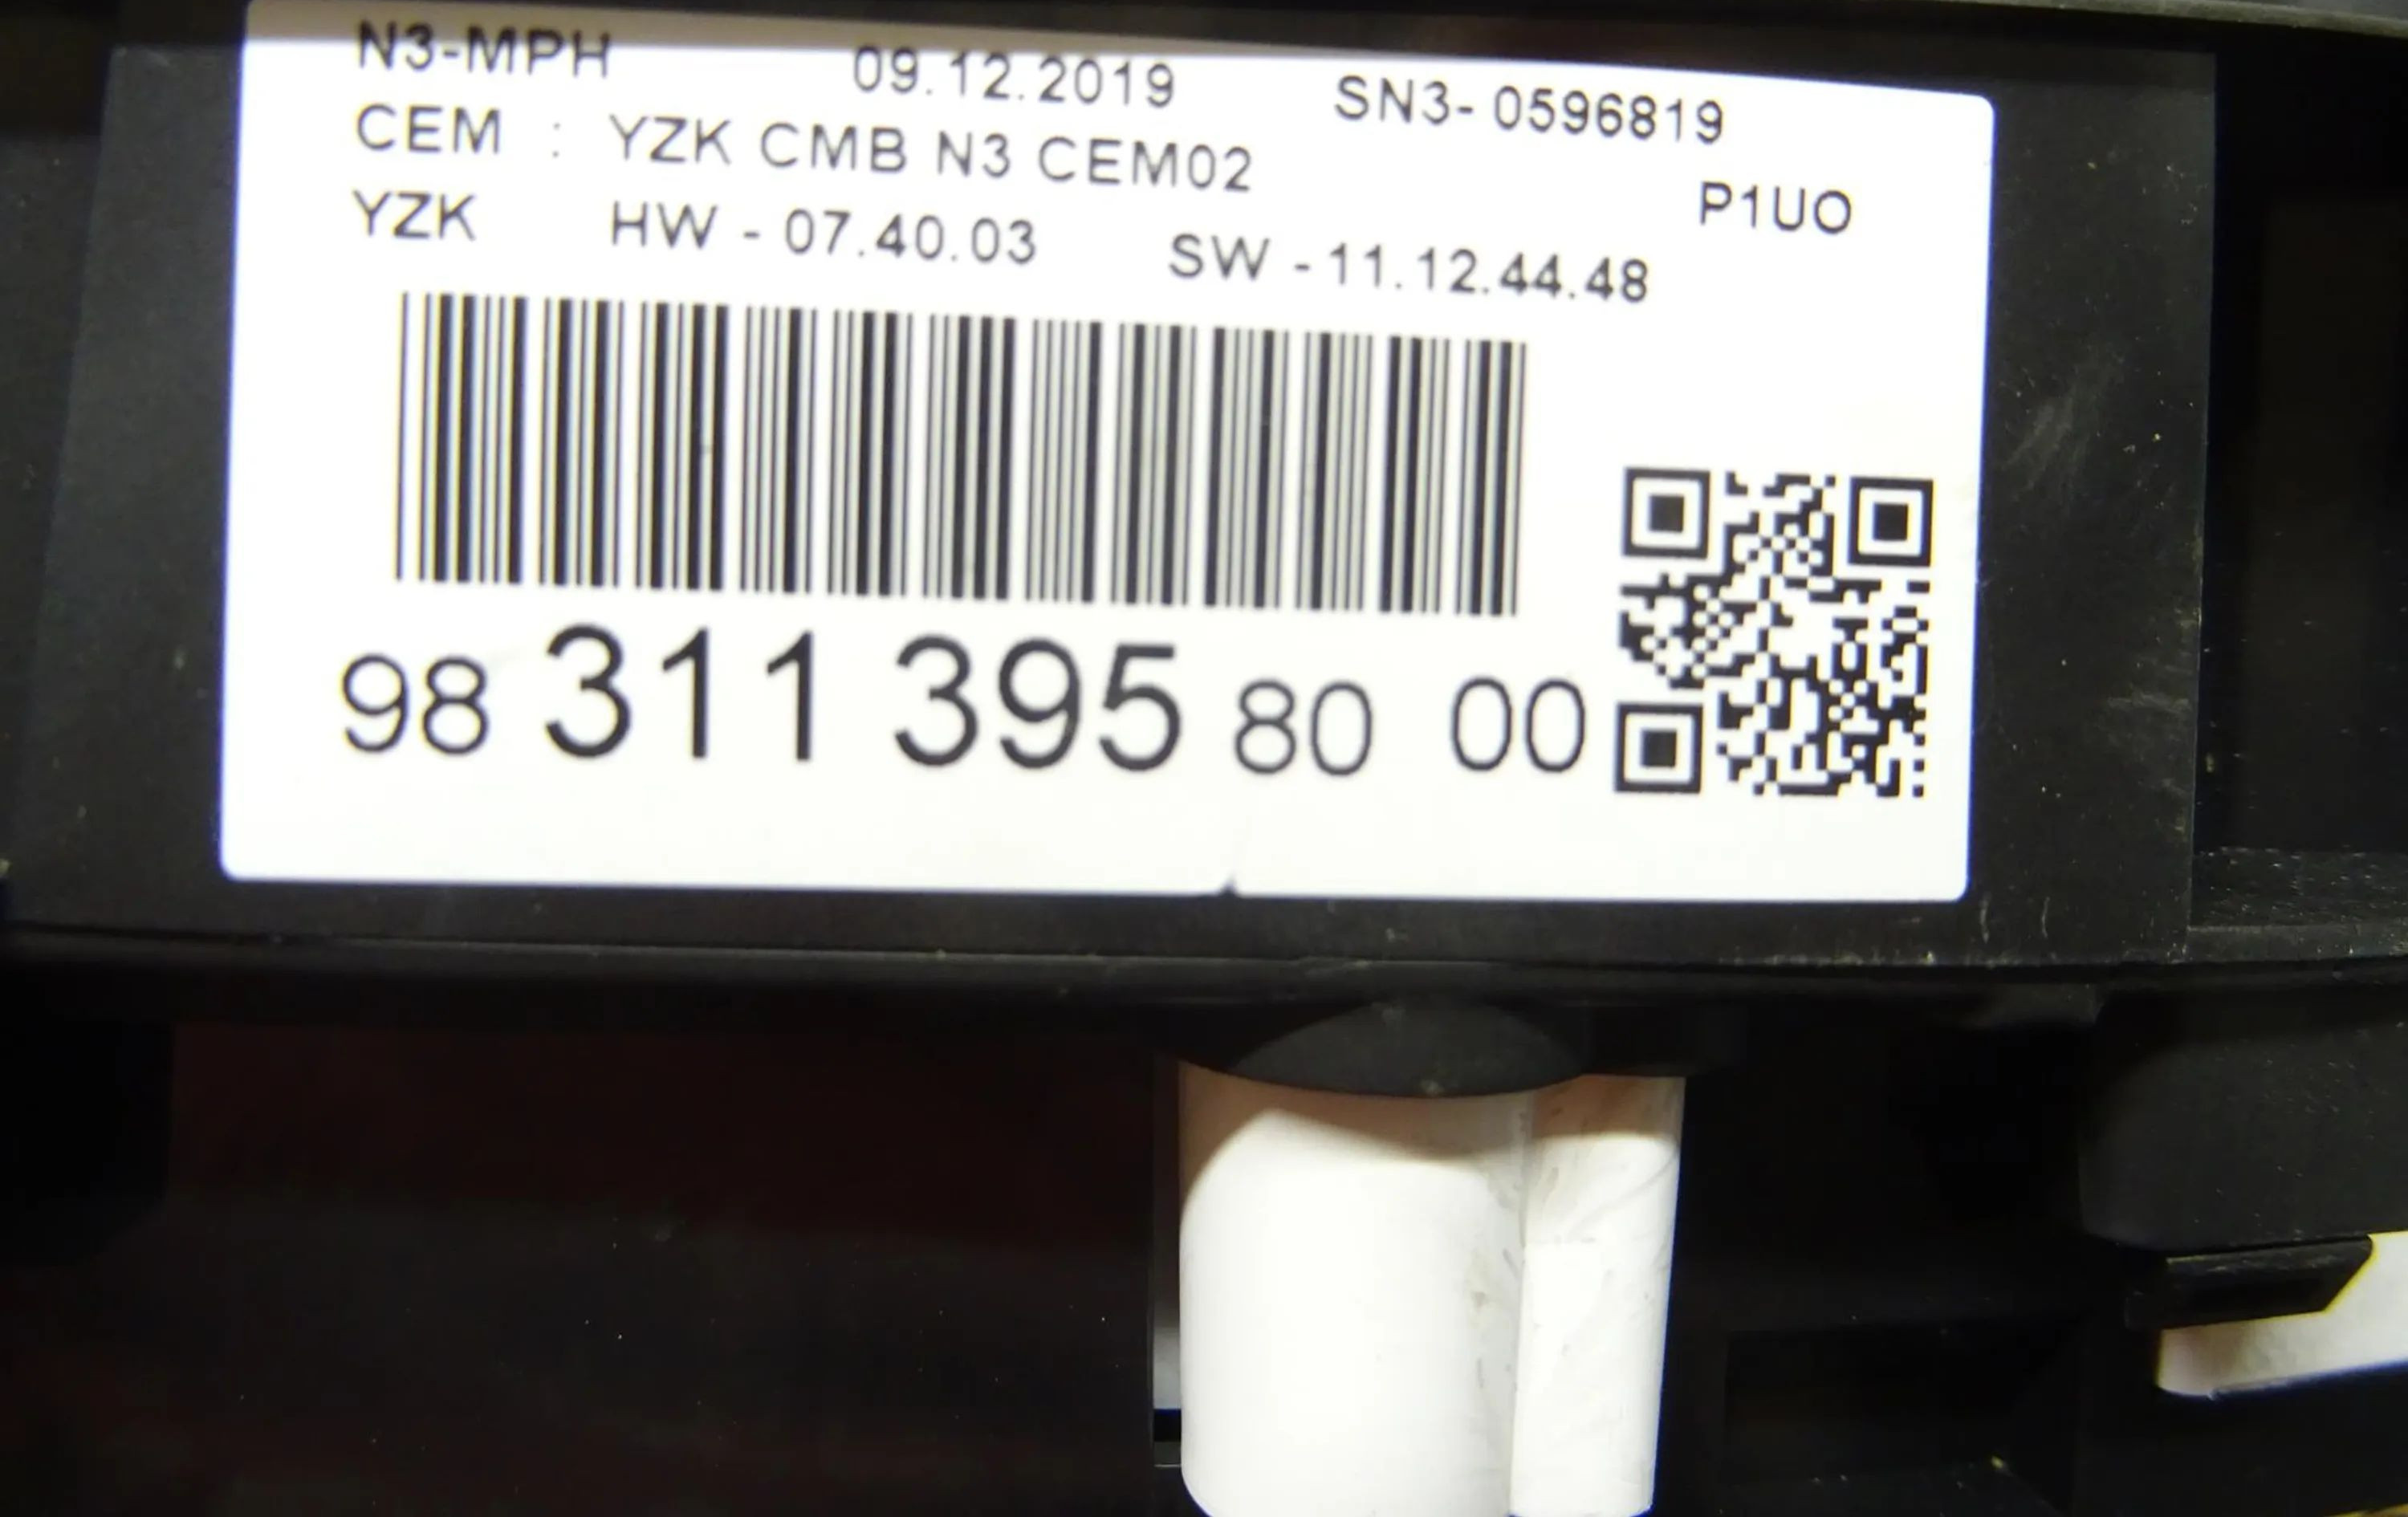 N3-MPH 09.12.2019 SN3- 0596819
CEM : YZK CMB N3 CEM02 P1UO
YZK HW - 07.40.03 SW - 11.12.44.48
98 311 395 80 00